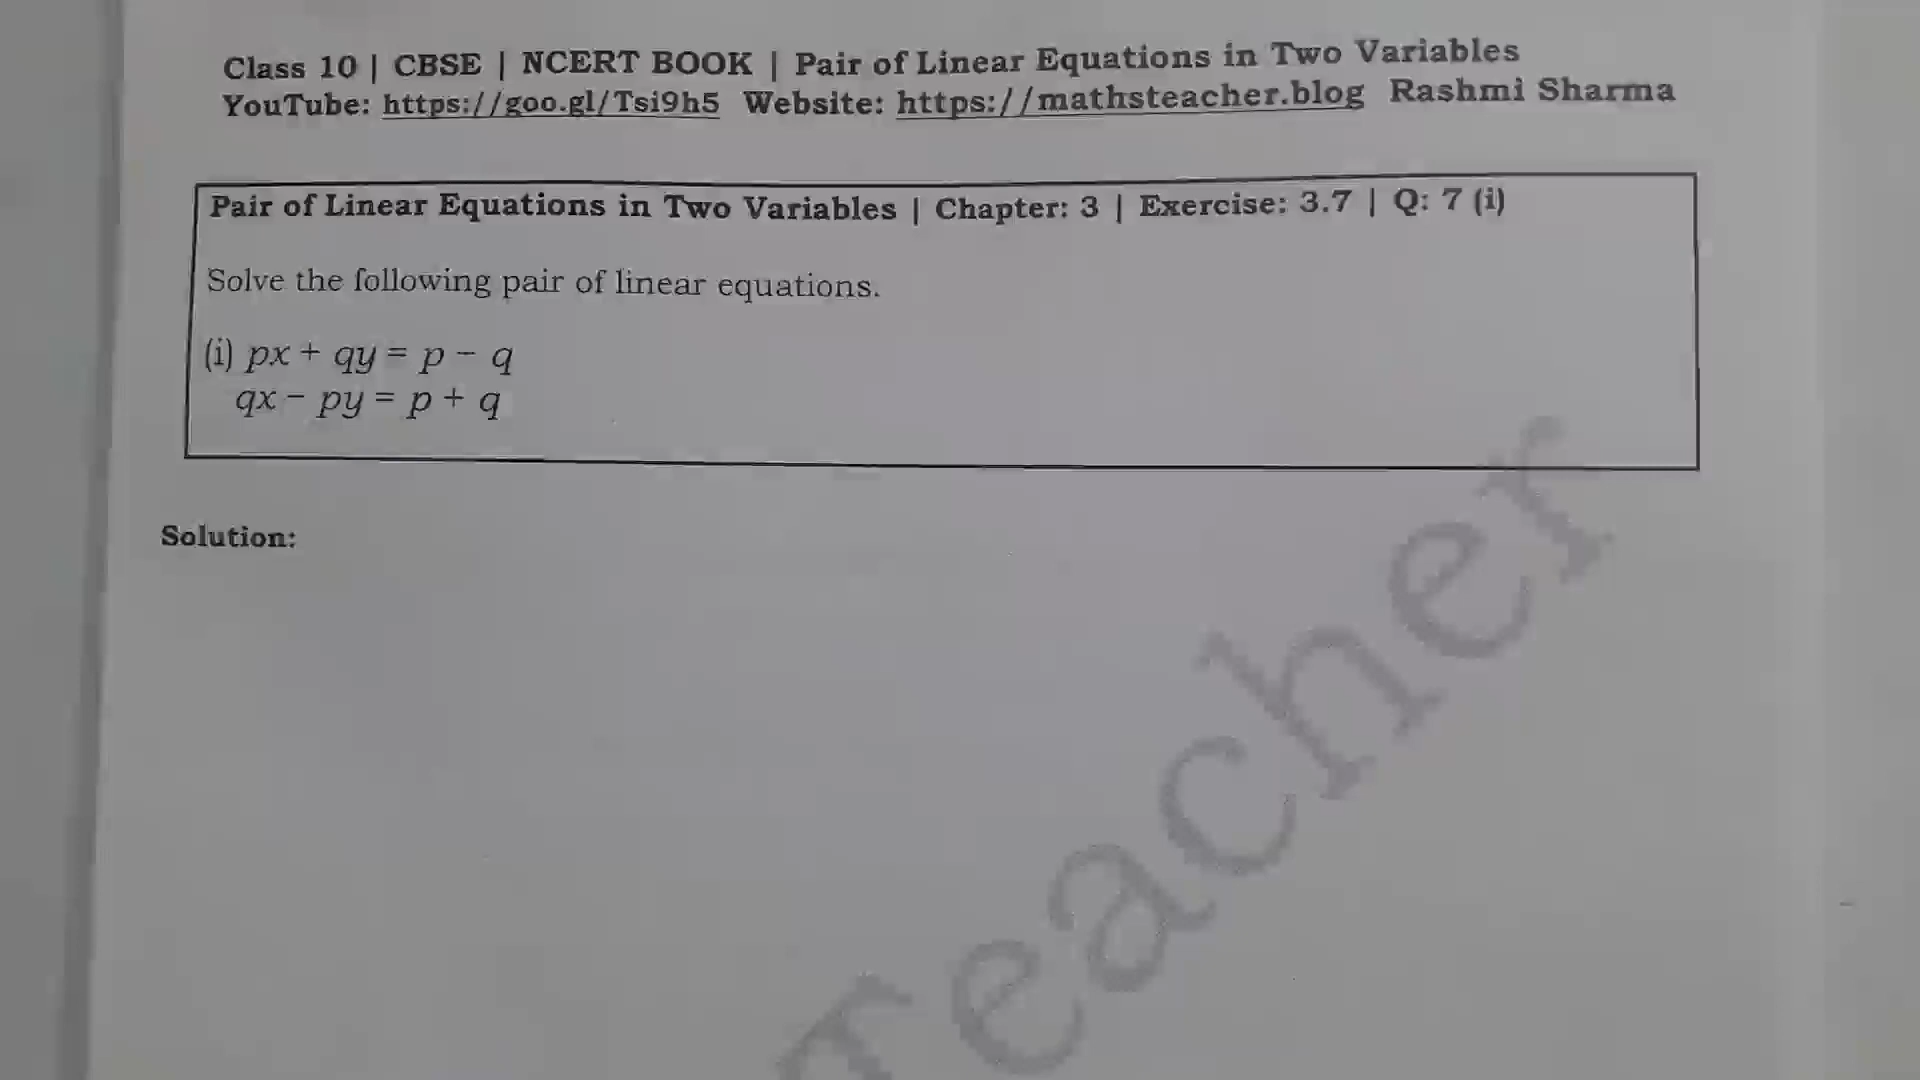 Class 10 | CBSE | NCERT BOOK | Pair of Linear Equations in Two Variables
YouTube: https://goo.gl/Tsi9h5 Website: https://mathsteacher.blog Rashmi Sharma
Pair of Linear Equations in Two Variables | Chapter: 3 | Exercise: 3.7 | Q: 7 (i)
Solve the following pair of linear equations.
(i) px + qy = p − q
qx − py = p + q
Solution:
Teacher